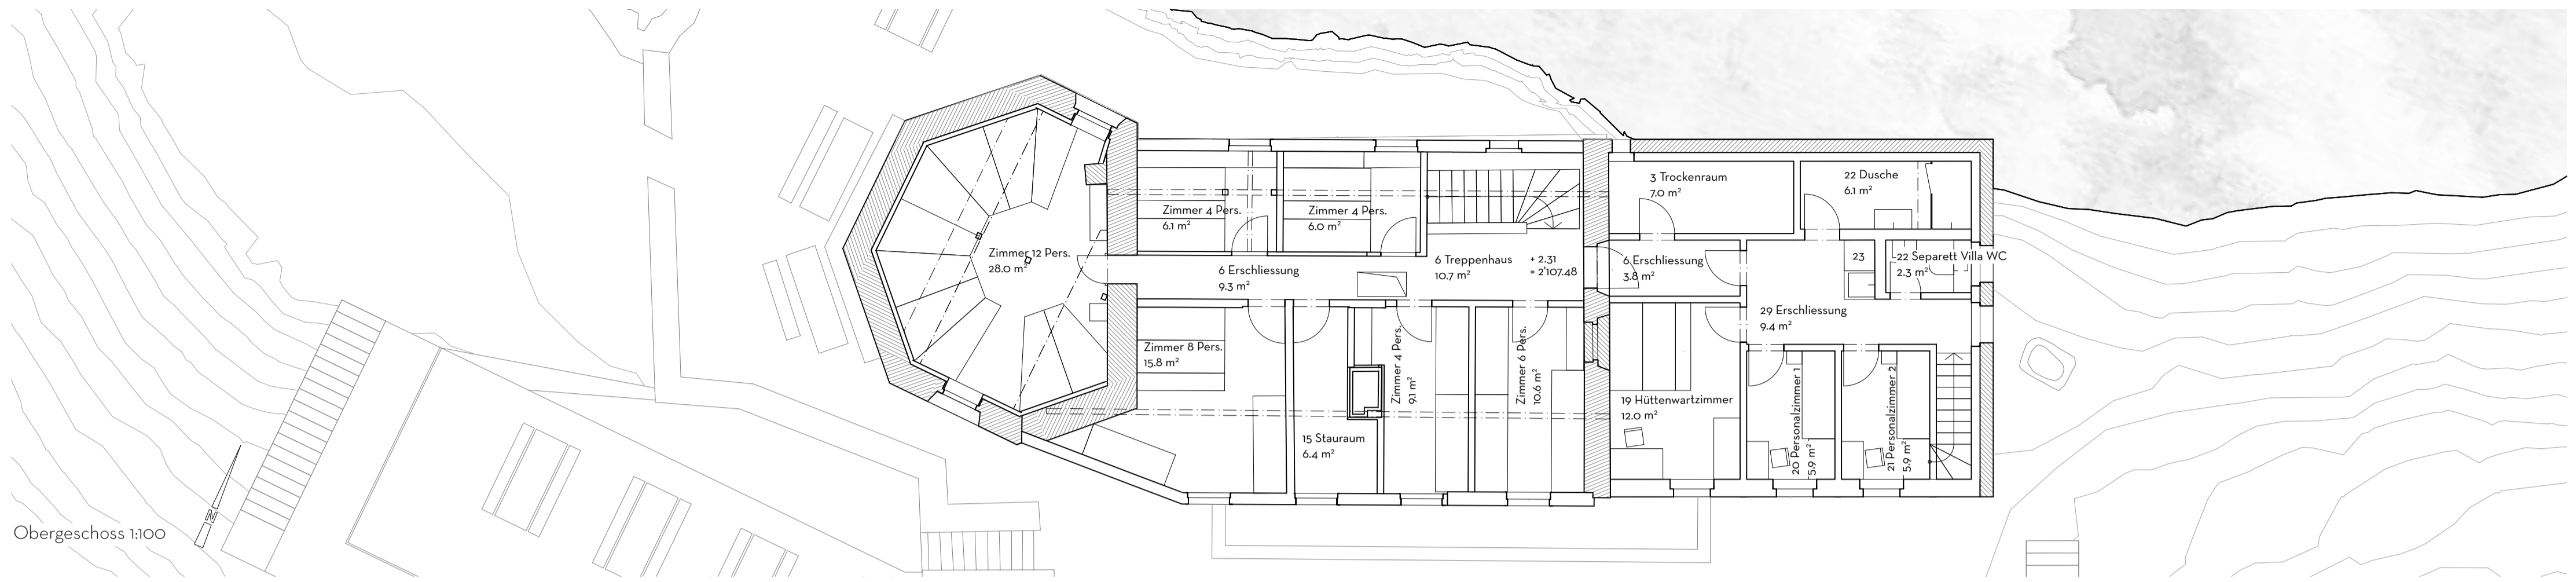 Zimmer 12 Pers.
28.0 m²
Zimmer 4 Pers.
6.1 m²
Zimmer 4 Pers.
6.0 m²
6 Erschliessung
9.3 m²
6 Treppenhaus
10.7 m²
+ 2.31
= 2'107.48
3 Trockenraum
7.0 m²
22 Dusche
6.1 m²
6 Erschliessung
3.8 m²
23
22 Separett Villa WC
2.3 m²
29 Erschliessung
9.4 m²
Zimmer 8 Pers.
15.8 m²
15 Stauraum
6.4 m²
Zimmer 4 Pers.
9.1 m²
Zimmer 6 Pers.
10.6 m²
19 Hüttenwartzimmer
12.0 m²
20 Personalzimmer 1
5.9 m²
21 Personalzimmer 2
5.9 m²
N
Obergeschoss 1:100